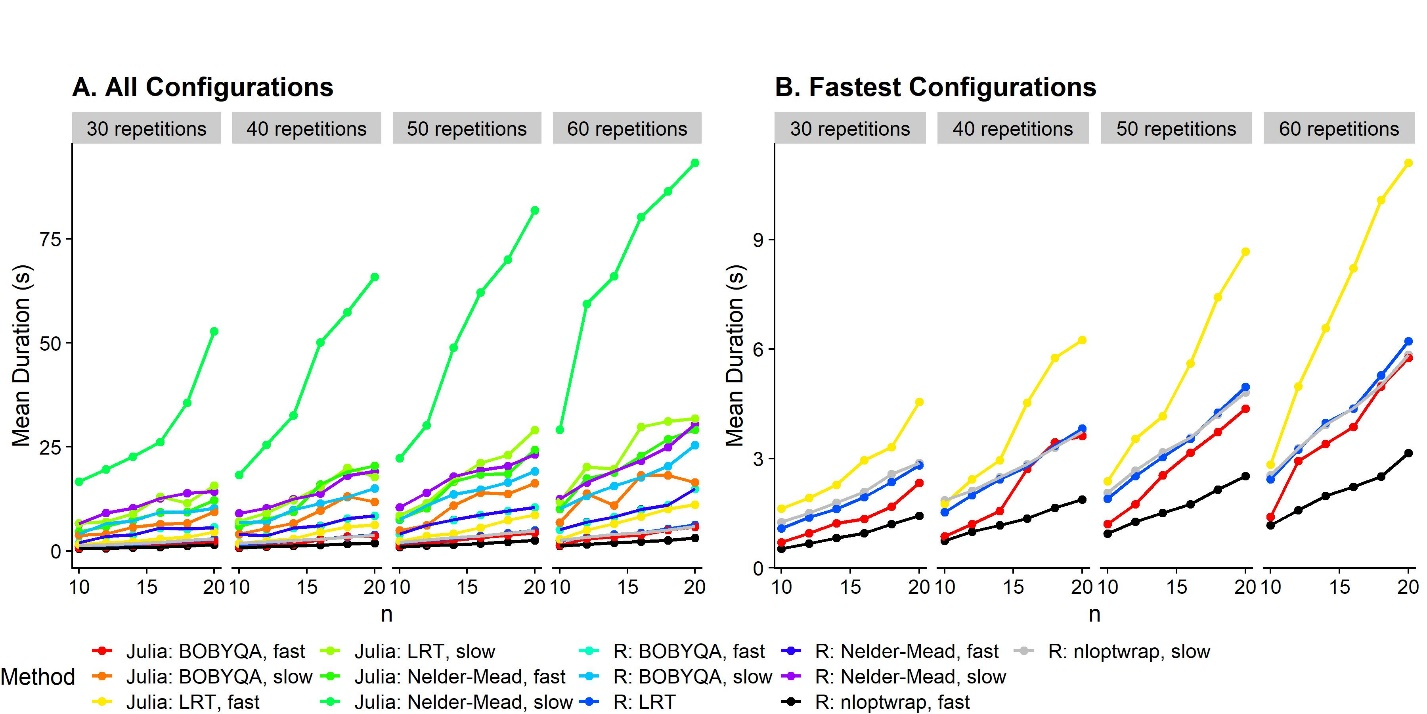 A. All Configurations
B. Fastest Configurations
30 repetitions 40 repetitions 50 repetitions 60 repetitions
30 repetitions 40 repetitions 50 repetitions 60 repetitions
Mean Duration (s)
75
50
25
0
10 15 20 10 15 20 10 15 20 10 15 20
n
Mean Duration (s)
9
6
3
0
10 15 20 10 15 20 10 15 20 10 15 20
n
Method
Julia: BOBYQA, fast
Julia: BOBYQA, slow
Julia: LRT, fast
Julia: LRT, slow
Julia: Nelder-Mead, fast
Julia: Nelder-Mead, slow
R: BOBYQA, fast
R: BOBYQA, slow
R: LRT
R: Nelder-Mead, fast
R: Nelder-Mead, slow
R: nloptwrap, fast
R: nloptwrap, slow